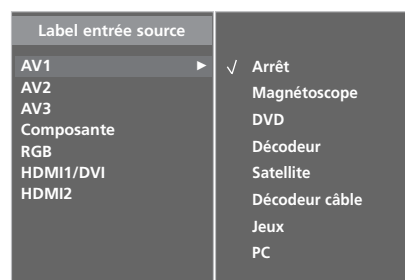 Label entrée source
AV1
AV2
AV3
Composante
RGB
HDMI1/DVI
HDMI2
Arrêt
Magnétoscope
DVD
Décodeur
Satellite
Décodeur câble
Jeux
PC